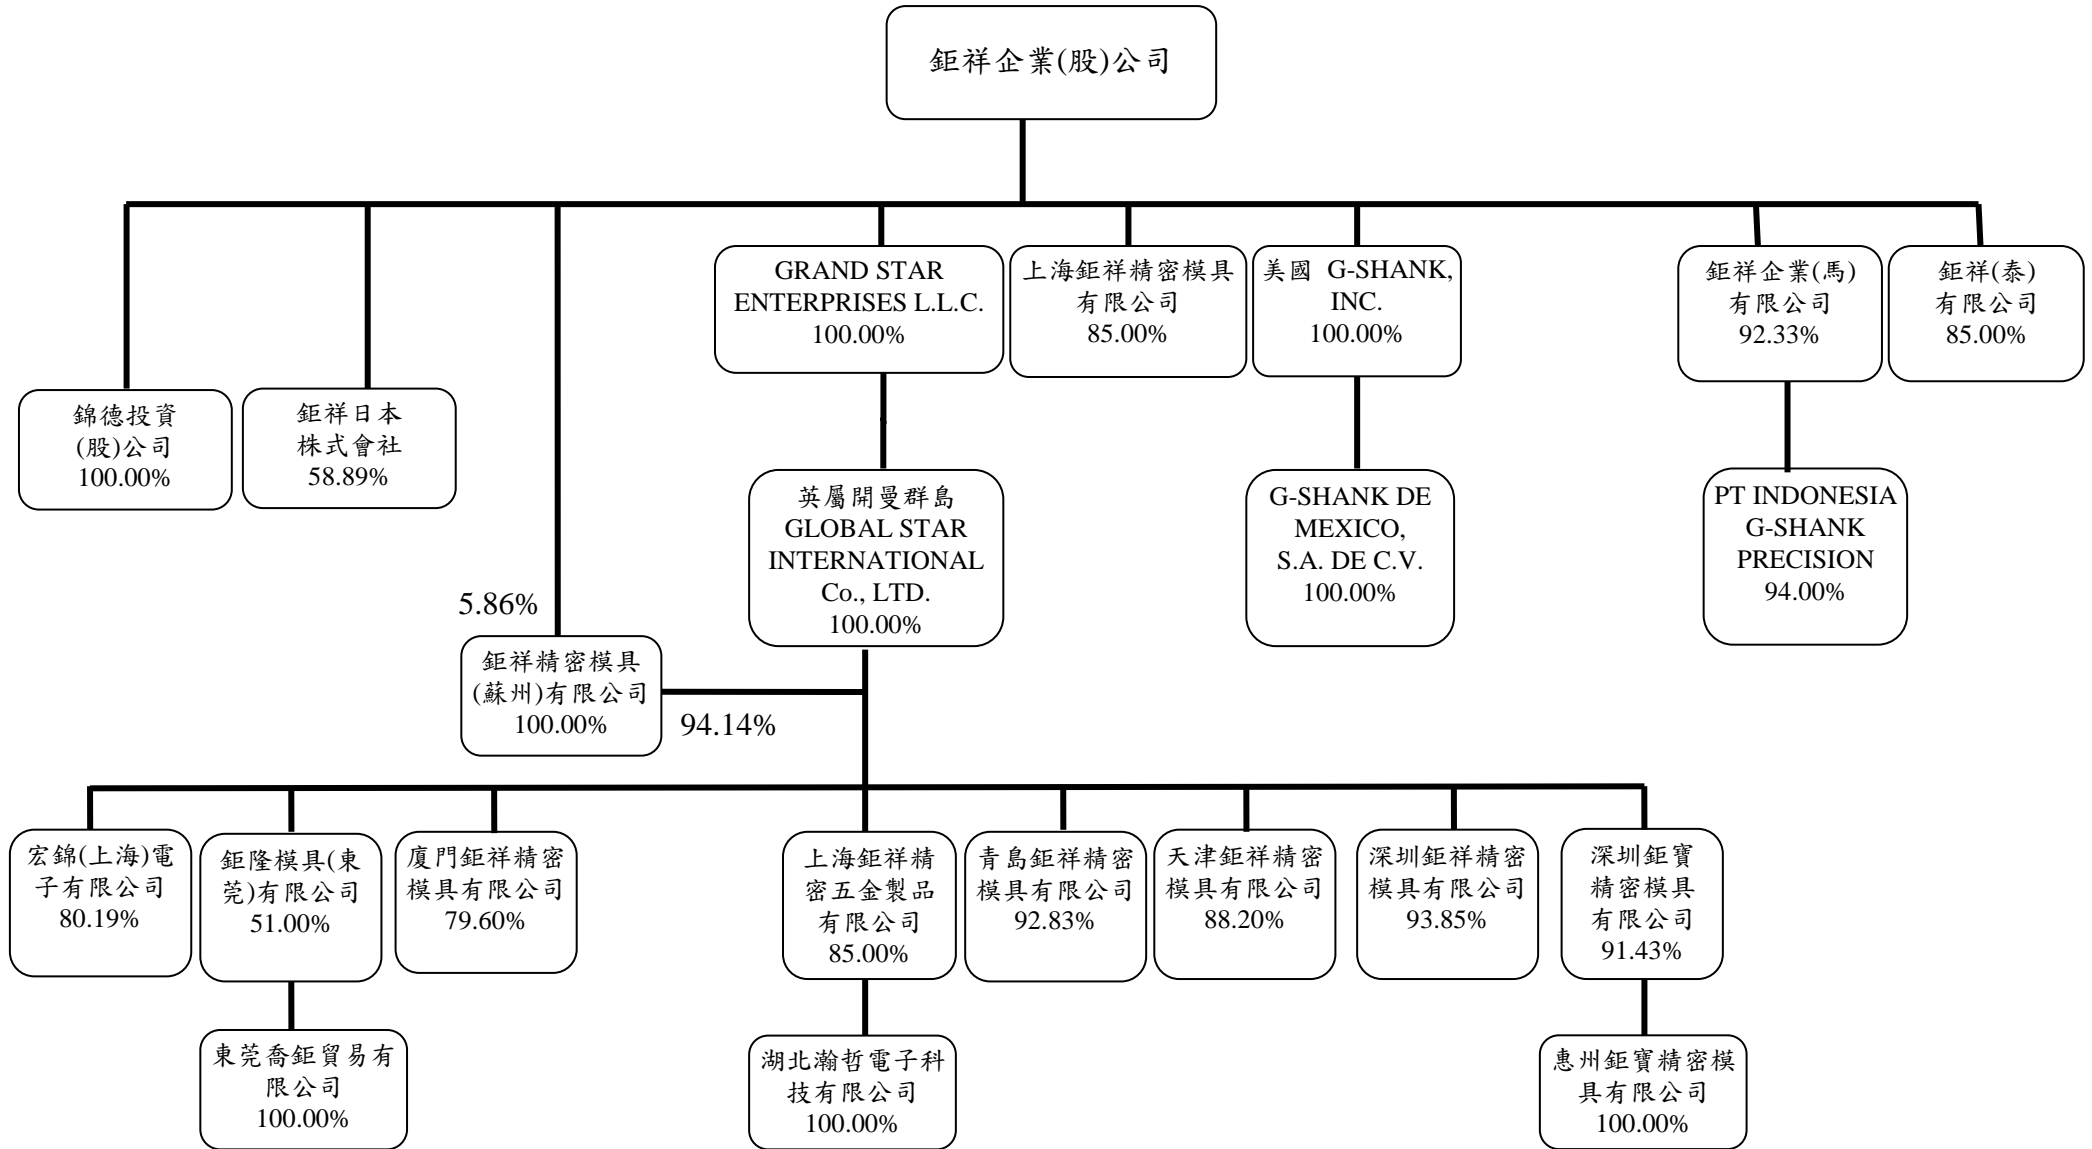 鉅祥企業(股)公司
GRAND STAR
ENTERPRISES L.L.C.
100.00%
上海鉅祥精密模具
有限公司
85.00%
美國 G-SHANK,
INC.
100.00%
鉅祥企業(馬)
有限公司
92.33%
鉅祥(泰)
有限公司
85.00%
錦德投資
(股)公司
100.00%
鉅祥日本
株式會社
58.89%
英屬開曼群島
GLOBAL STAR
INTERNATIONAL
Co., LTD.
100.00%
G-SHANK DE
MEXICO,
S.A. DE C.V.
100.00%
PT INDONESIA
G-SHANK
PRECISION
94.00%
5.86%
鉅祥精密模具
(蘇州)有限公司
100.00%
94.14%
宏錦(上海)電
子有限公司
80.19%
鉅隆模具(東
莞)有限公司
51.00%
廈門鉅祥精密
模具有限公司
79.60%
上海鉅祥精
密五金製品
有限公司
85.00%
青島鉅祥精密
模具有限公司
92.83%
天津鉅祥精密
模具有限公司
88.20%
深圳鉅祥精密
模具有限公司
93.85%
深圳鉅寶
精密模具
有限公司
91.43%
東莞喬鉅貿易有
限公司
100.00%
湖北瀚哲電子科
技有限公司
100.00%
惠州鉅寶精密模
具有限公司
100.00%